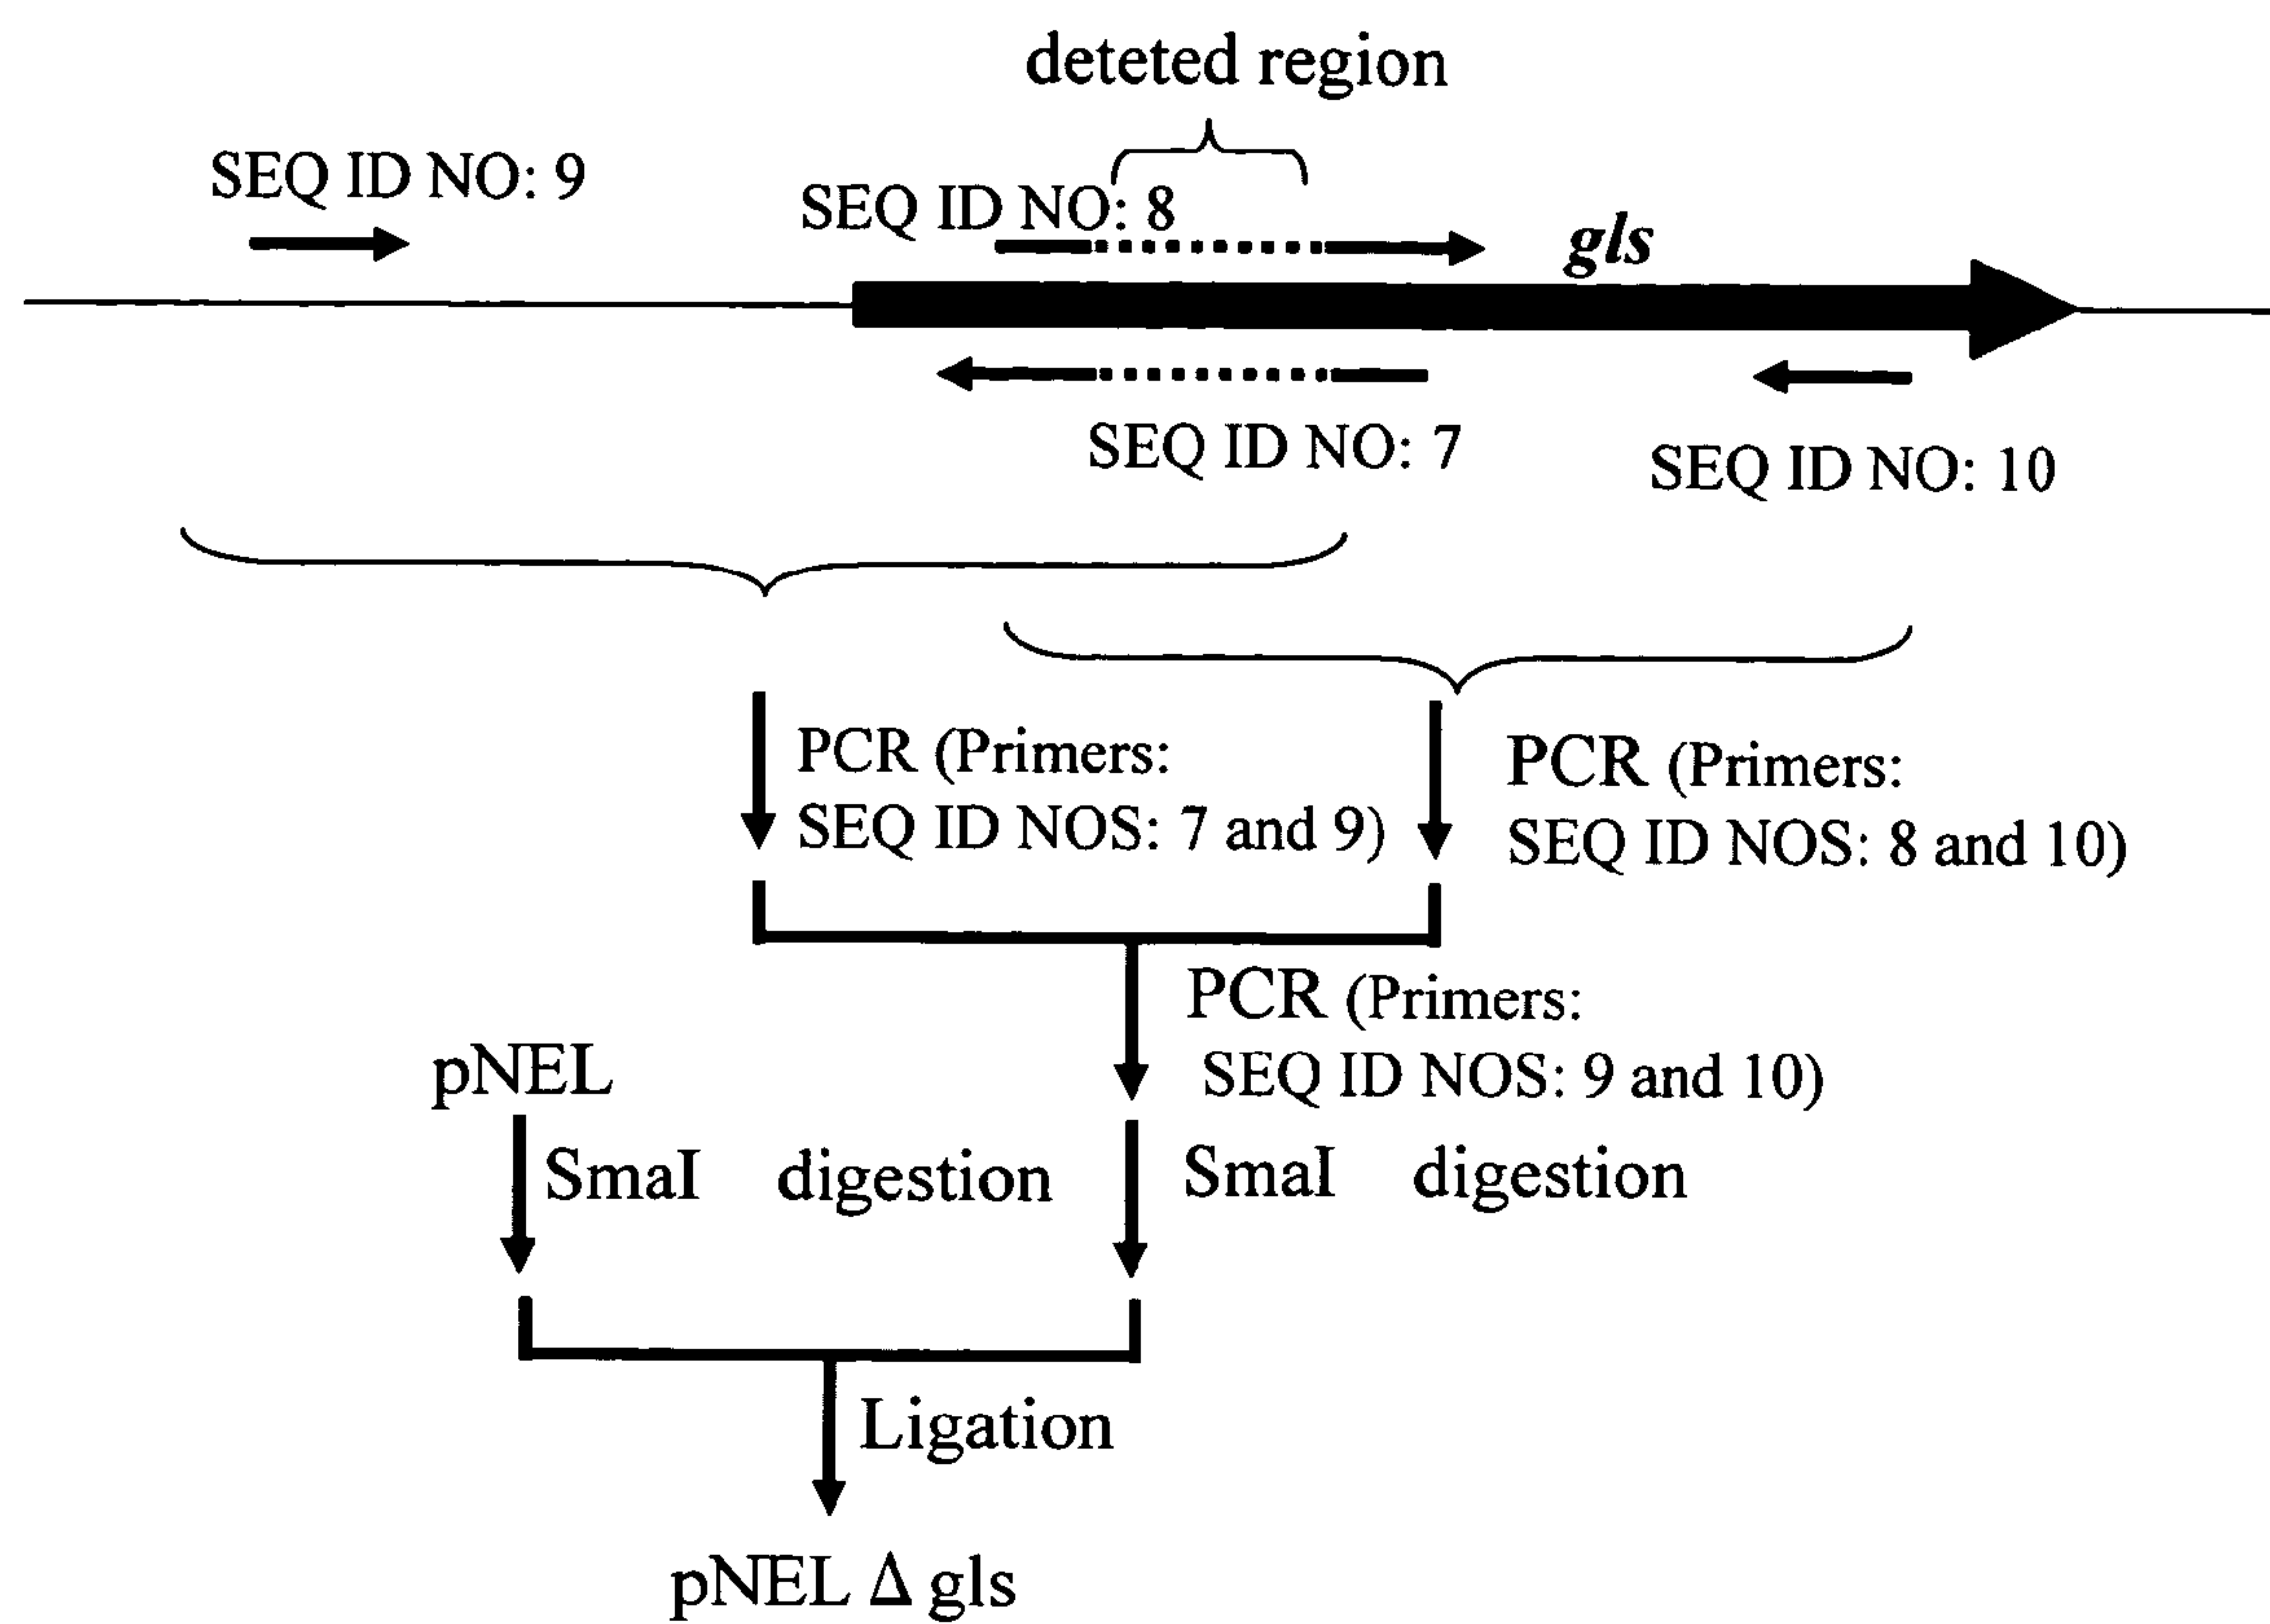 deteted region
SEQ ID NO: 9
SEQ ID NO: 8
gls
SEQ ID NO: 7
SEQ ID NO: 10
PCR (Primers:
SEQ ID NOS: 7 and 9)
PCR (Primers:
SEQ ID NOS: 8 and 10)
PCR (Primers:
SEQ ID NOS: 9 and 10)
pNEL
SmaI digestion
SmaI digestion
Ligation
pNEL Δ gls